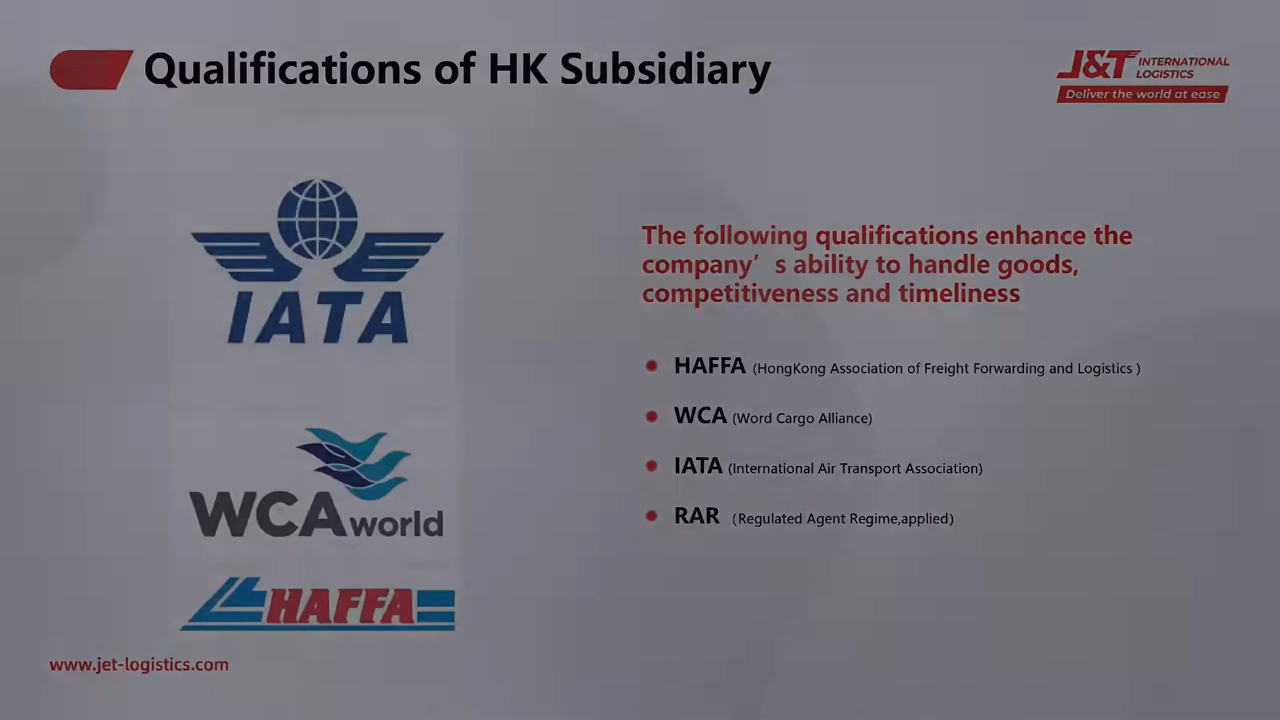 Qualifications of HK Subsidiary
J&T INTERNATIONAL
LOGISTICS
Deliver the world at ease
IATA
The following qualifications enhance the
company’ s ability to handle goods,
competitiveness and timeliness
HAFFA (HongKong Association of Freight Forwarding and Logistics )
WCA (Word Cargo Alliance)
IATA (International Air Transport Association)
RAR (Regulated Agent Regime,applied)
WCA world
HAFFA
www.jet-logistics.com